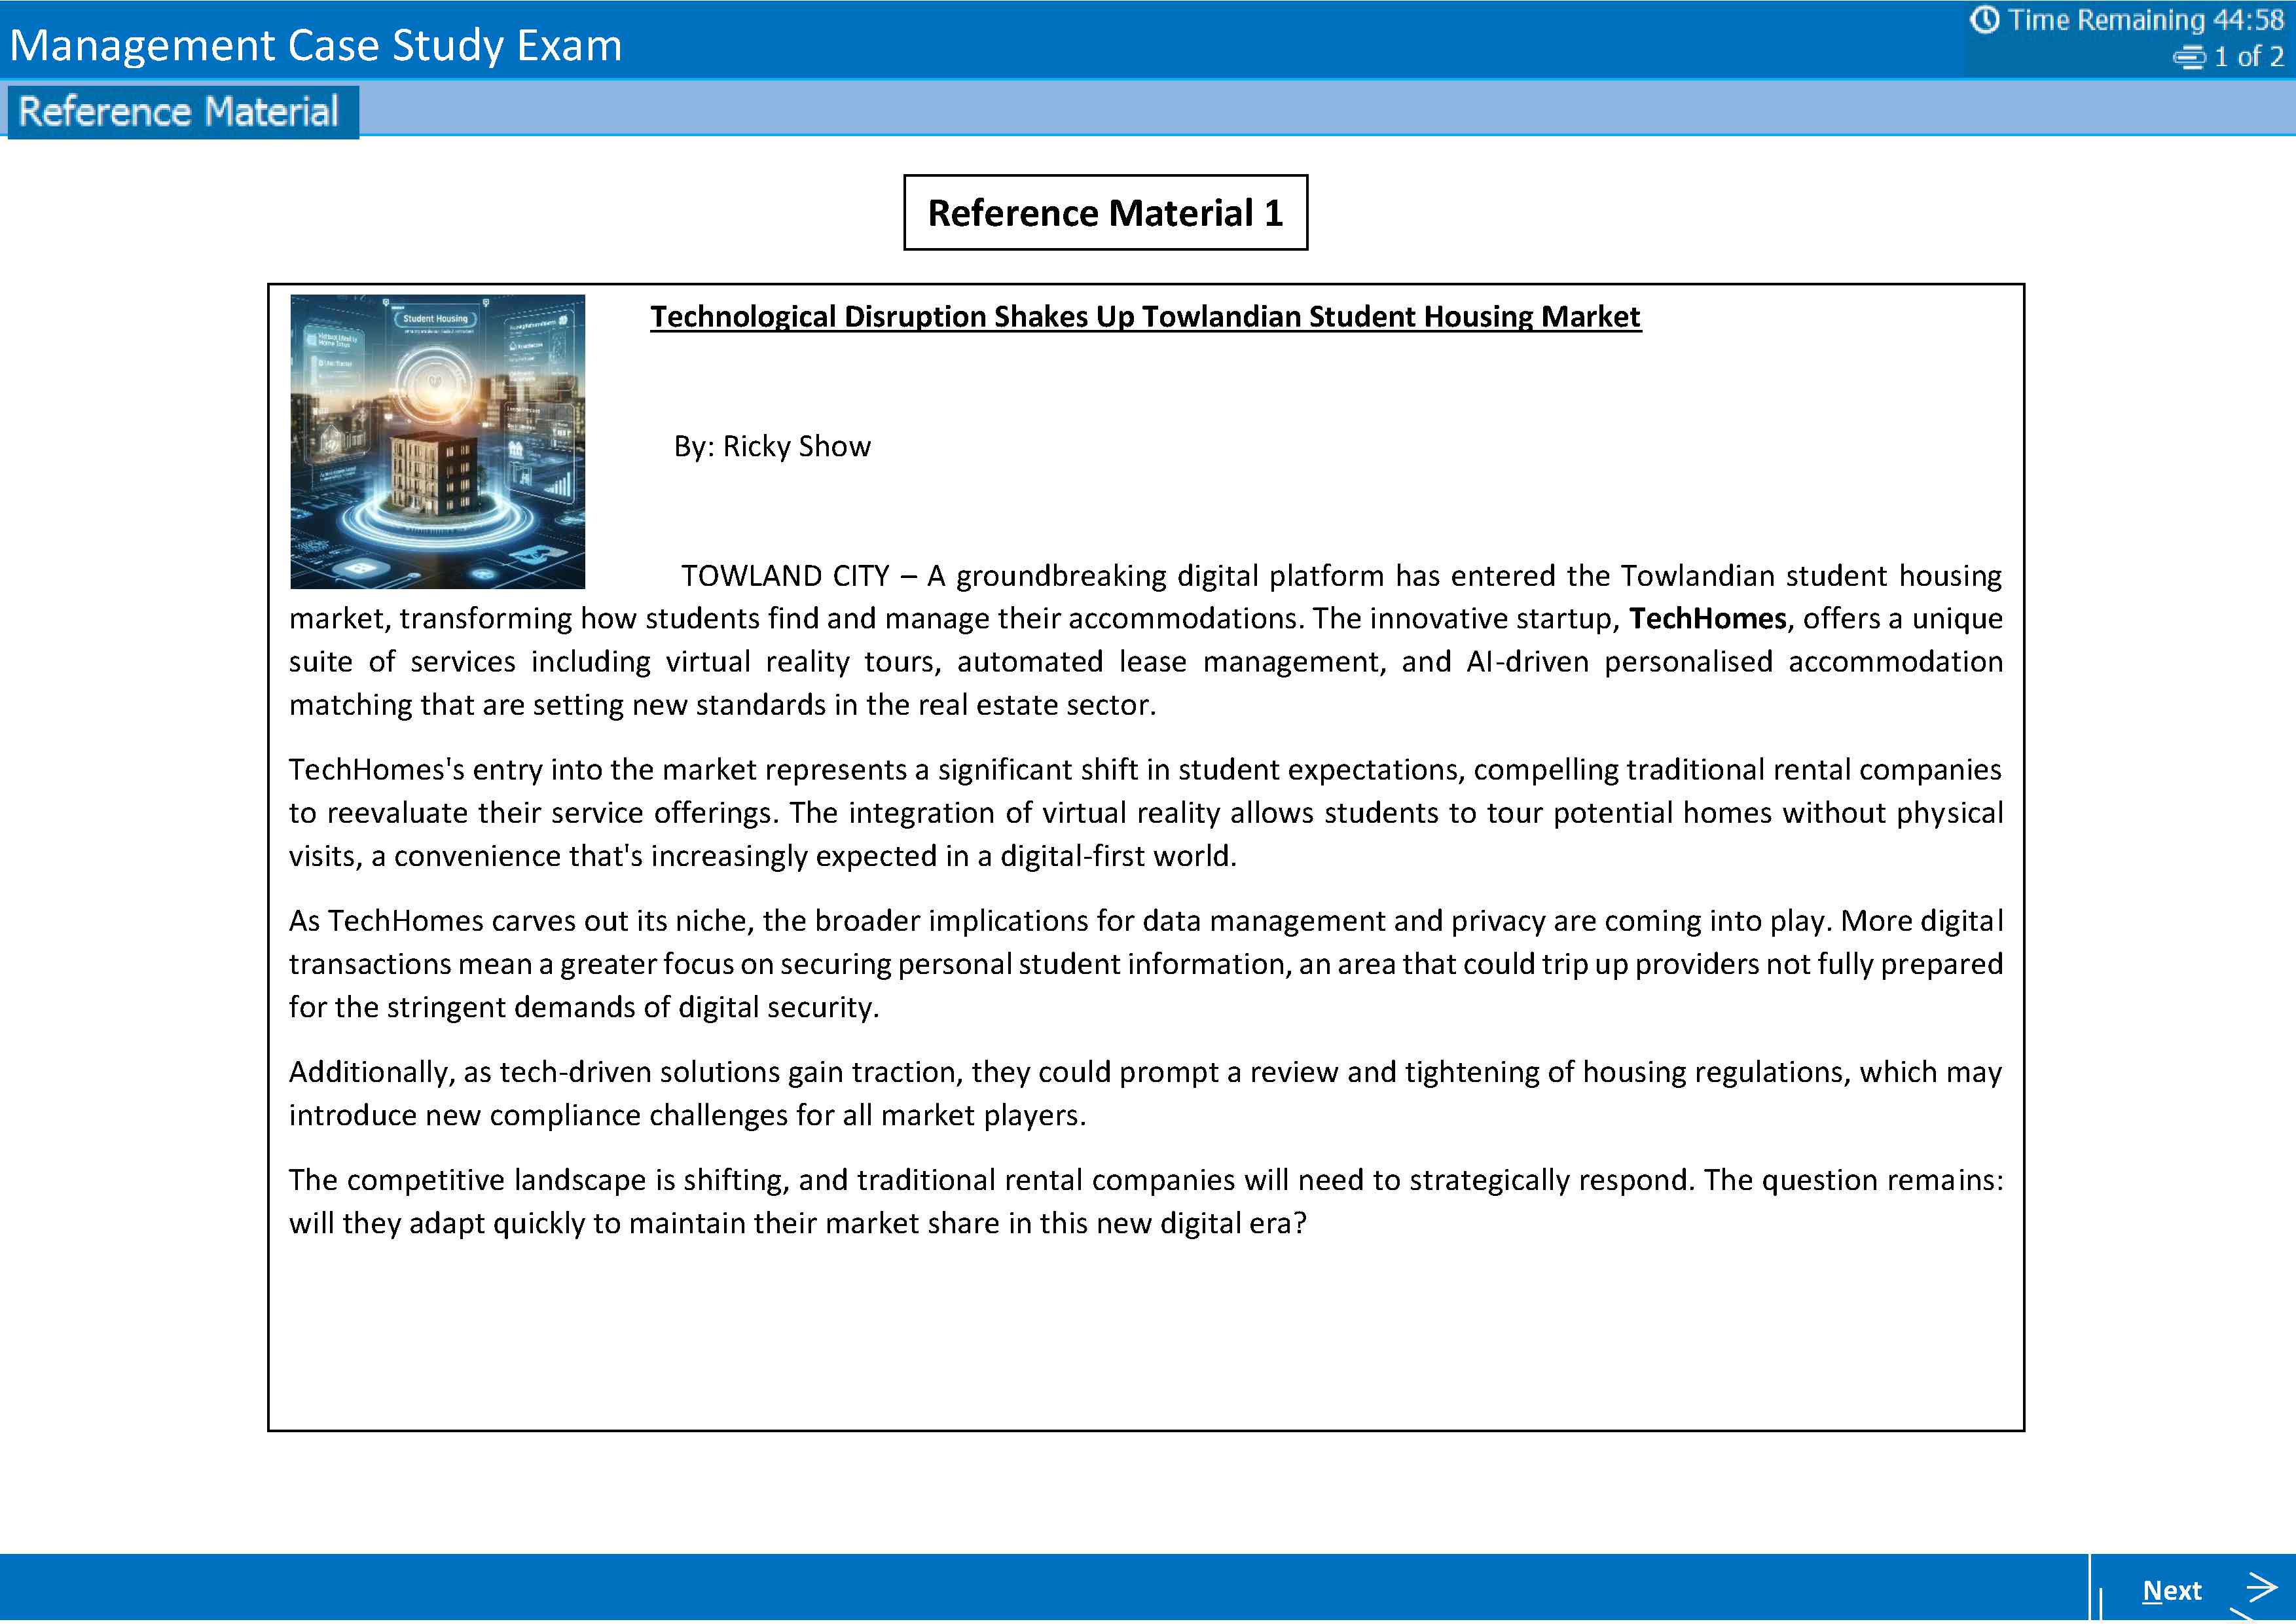 Management Case Study Exam
Time Remaining 44:58
1 of 2
Reference Material
Reference Material 1
Student Housing
Technological Disruption Shakes Up Towlandian Student Housing Market
By: Ricky Show
TOWLAND CITY – A groundbreaking digital platform has entered the Towlandian student housing
market, transforming how students find and manage their accommodations. The innovative startup, TechHomes, offers a unique
suite of services including virtual reality tours, automated lease management, and AI-driven personalised accommodation
matching that are setting new standards in the real estate sector.
TechHomes's entry into the market represents a significant shift in student expectations, compelling traditional rental companies
to reevaluate their service offerings. The integration of virtual reality allows students to tour potential homes without physical
visits, a convenience that's increasingly expected in a digital-first world.
As TechHomes carves out its niche, the broader implications for data management and privacy are coming into play. More digital
transactions mean a greater focus on securing personal student information, an area that could trip up providers not fully prepared
for the stringent demands of digital security.
Additionally, as tech-driven solutions gain traction, they could prompt a review and tightening of housing regulations, which may
introduce new compliance challenges for all market players.
The competitive landscape is shifting, and traditional rental companies will need to strategically respond. The question remains:
will they adapt quickly to maintain their market share in this new digital era?
Next